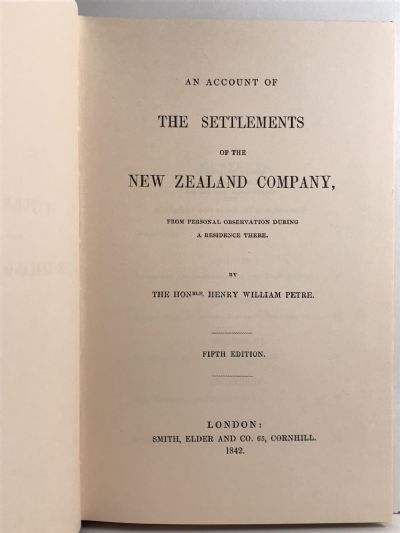 AN ACCOUNT OF
THE SETTLEMENTS
OF THE
NEW ZEALAND COMPANY,
FROM PERSONAL OBSERVATION DURING
A RESIDENCE THERE.
BY
THE HONBLE. HENRY WILLIAM PETRE.
FIFTH EDITION.
LONDON:
SMITH, ELDER AND CO. 65, CORNHILL.
1842.